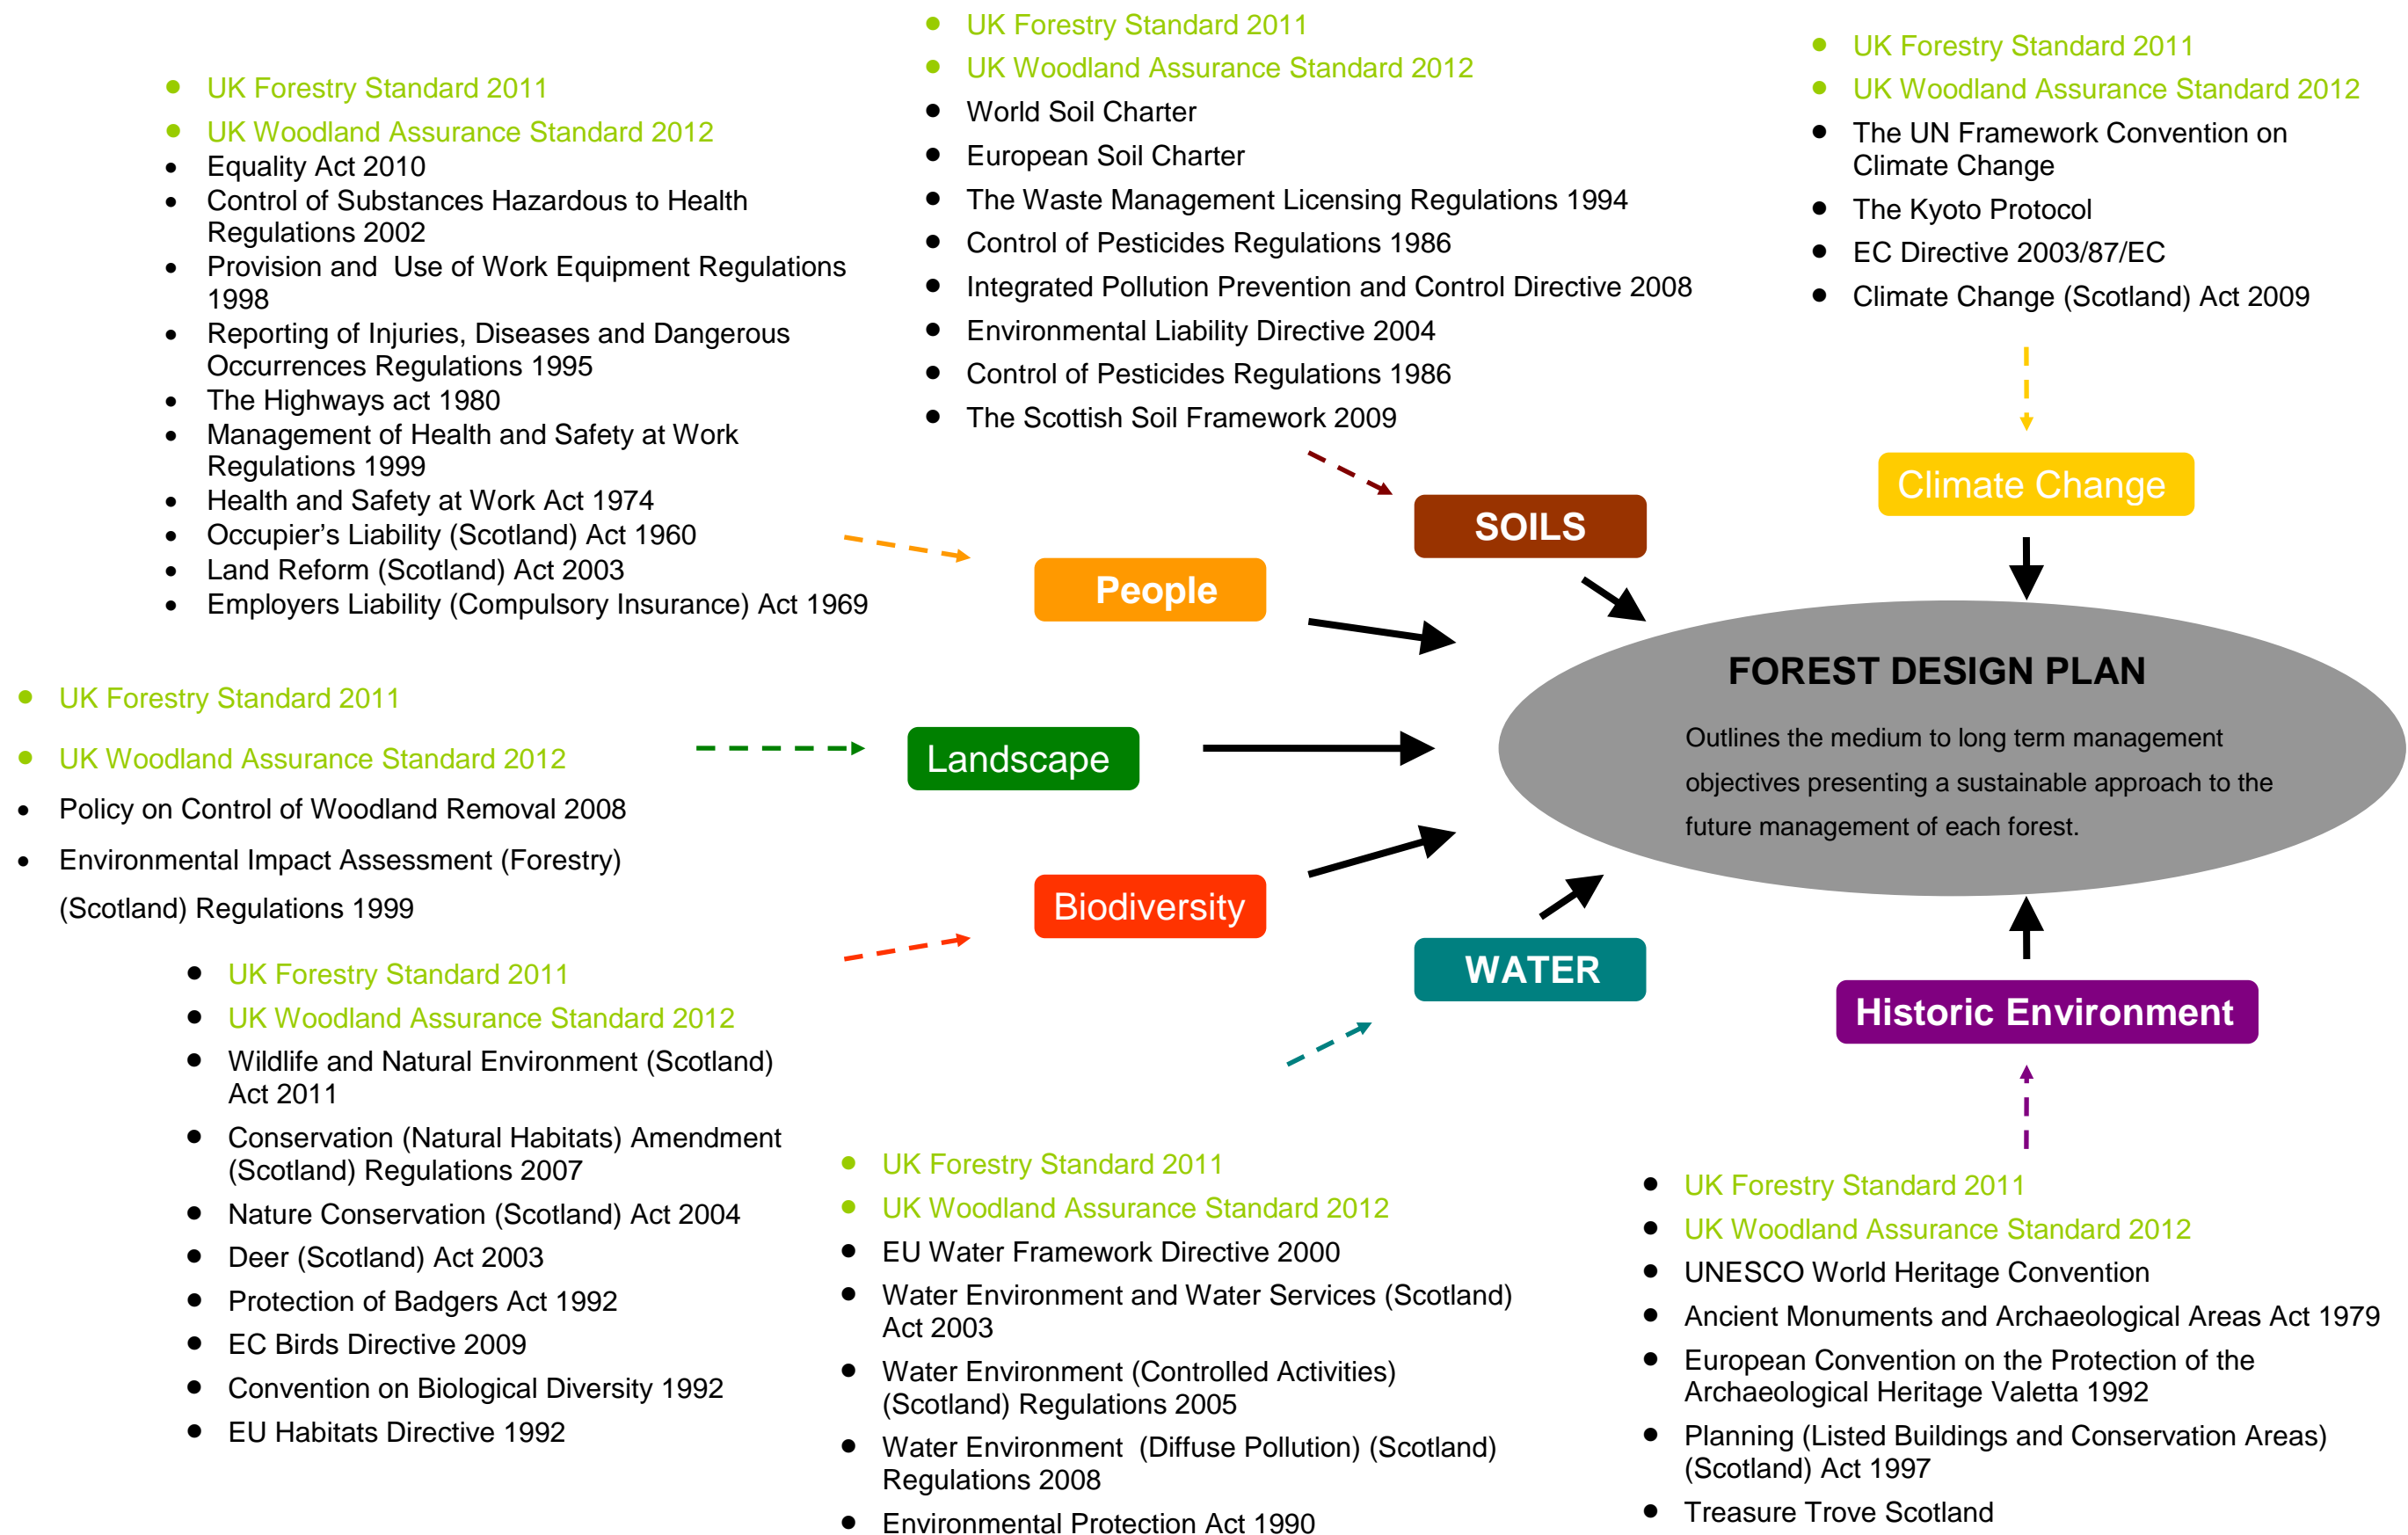 UK Forestry Standard 2011
UK Woodland Assurance Standard 2012
Equality Act 2010
Control of Substances Hazardous to Health
Regulations 2002
Provision and  Use of Work Equipment Regulations
1998
Reporting of Injuries, Diseases and Dangerous
Occurrences Regulations 1995
The Highways act 1980
Management of Health and Safety at Work
Regulations 1999
Health and Safety at Work Act 1974
Occupier’s Liability (Scotland) Act 1960
Land Reform (Scotland) Act 2003
Employers Liability (Compulsory Insurance) Act 1969
People
UK Forestry Standard 2011
UK Woodland Assurance Standard 2012
World Soil Charter
European Soil Charter
The Waste Management Licensing Regulations 1994
Control of Pesticides Regulations 1986
Integrated Pollution Prevention and Control Directive 2008
Environmental Liability Directive 2004
Control of Pesticides Regulations 1986
The Scottish Soil Framework 2009
SOILS
UK Forestry Standard 2011
UK Woodland Assurance Standard 2012
The UN Framework Convention on
Climate Change
The Kyoto Protocol
EC Directive 2003/87/EC
Climate Change (Scotland) Act 2009
Climate Change
FOREST DESIGN PLAN
Outlines the medium to long term management
objectives presenting a sustainable approach to the
future management of each forest.
UK Forestry Standard 2011
UK Woodland Assurance Standard 2012
Policy on Control of Woodland Removal 2008
Environmental Impact Assessment (Forestry)
(Scotland) Regulations 1999
Landscape
Biodiversity
UK Forestry Standard 2011
UK Woodland Assurance Standard 2012
Wildlife and Natural Environment (Scotland)
Act 2011
Conservation (Natural Habitats) Amendment
(Scotland) Regulations 2007
Nature Conservation (Scotland) Act 2004
Deer (Scotland) Act 2003
Protection of Badgers Act 1992
EC Birds Directive 2009
Convention on Biological Diversity 1992
EU Habitats Directive 1992
WATER
UK Forestry Standard 2011
UK Woodland Assurance Standard 2012
EU Water Framework Directive 2000
Water Environment and Water Services (Scotland)
Act 2003
Water Environment (Controlled Activities)
(Scotland) Regulations 2005
Water Environment  (Diffuse Pollution) (Scotland)
Regulations 2008
Environmental Protection Act 1990
Historic Environment
UK Forestry Standard 2011
UK Woodland Assurance Standard 2012
UNESCO World Heritage Convention
Ancient Monuments and Archaeological Areas Act 1979
European Convention on the Protection of the
Archaeological Heritage Valetta 1992
Planning (Listed Buildings and Conservation Areas)
(Scotland) Act 1997
Treasure Trove Scotland